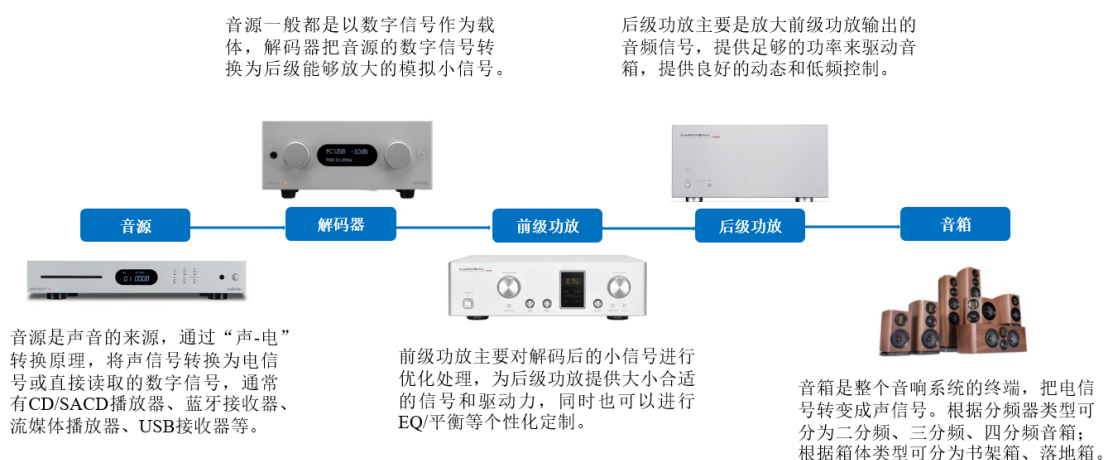 音源一般都是以数字信号作为载
体，解码器把音源的数字信号转
换为后级能够放大的模拟小信号。
后级功放主要是放大前级功放输出的
音频信号，提供足够的功率来驱动音
箱，提供良好的动态和低频控制。
PC USB -10dB
音源
解码器
前级功放
后级功放
音箱
音源是声音的来源，通过“声-电”
转换原理，将声信号转换为电信
号或直接读取的数字信号，通常
有CD/SACD播放器、蓝牙接收器、
流媒体播放器、USB接收器等。
前级功放主要对解码后的小信号进行
优化处理，为后级功放提供大小合适
的信号和驱动力，同时也可以进行
EQ/平衡等个性化定制。
音箱是整个音响系统的终端，把电信
号转变成声信号。根据分频器类型可
分为二分频、三分频、四分频音箱；
根据箱体类型可分为书架箱、落地箱。